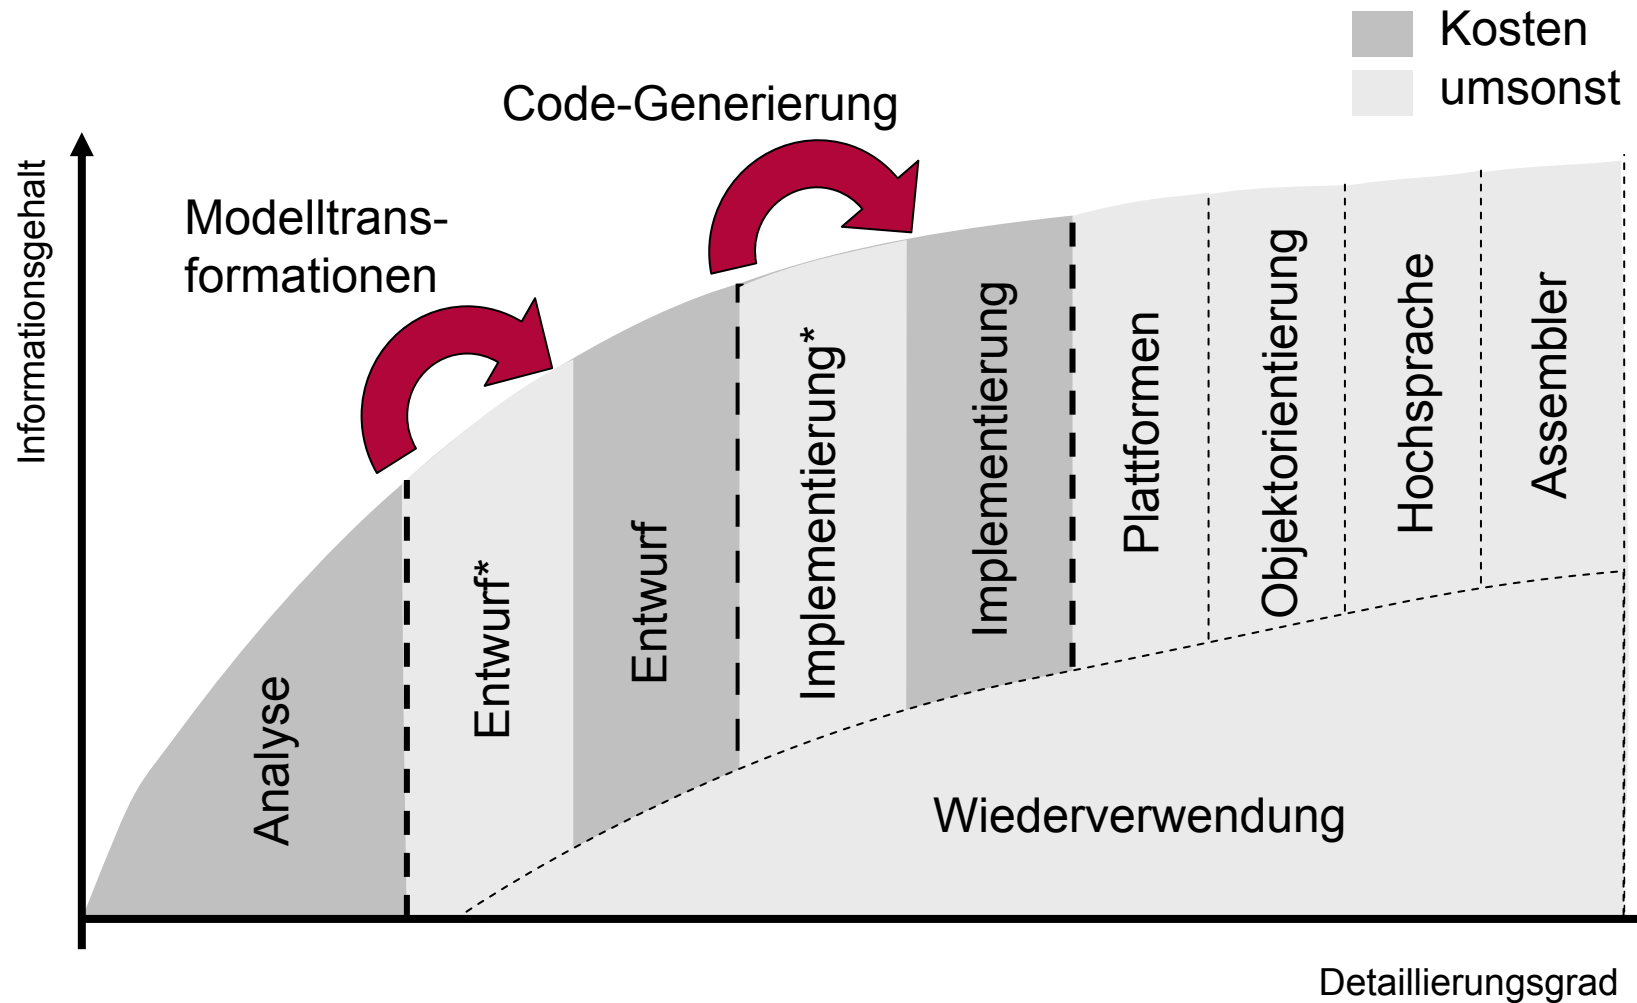 Kosten
umsonst
Code-Generierung
Modelltrans-
formationen
Informationsgehalt
Analyse
Entwurf*
Entwurf
Implementierung*
Implementierung
Plattformen
Objektorientierung
Hochsprache
Assembler
Wiederverwendung
Detaillierungsgrad